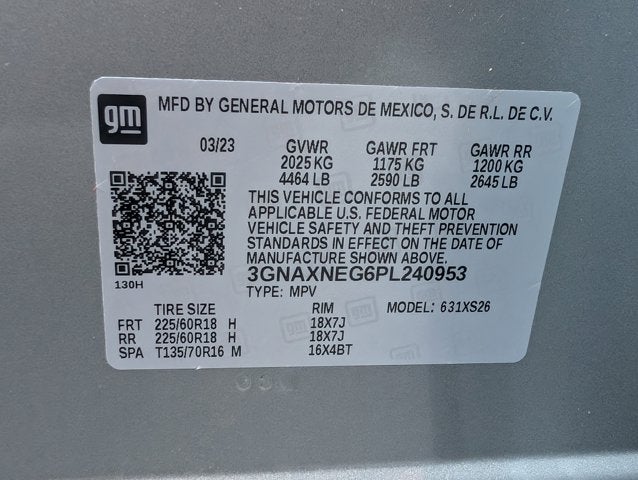 gm
MFD BY GENERAL MOTORS DE MEXICO, S. DE R.L. DE C.V.
03/23 GVWR GAWR FRT GAWR RR
2025 KG 1175 KG 1200 KG
4464 LB 2590 LB 2645 LB
THIS VEHICLE CONFORMS TO ALL
APPLICABLE U.S. FEDERAL MOTOR
VEHICLE SAFETY AND THEFT PREVENTION
STANDARDS IN EFFECT ON THE DATE OF
MANUFACTURE SHOWN ABOVE.
3GNAXNEG6PL240953
130H
TYPE: MPV
TIRE SIZE RIM MODEL: 631XS26
FRT 225/60R18 H 18X7J
RR 225/60R18 H 18X7J
SPA T135/70R16 M 16X4BT